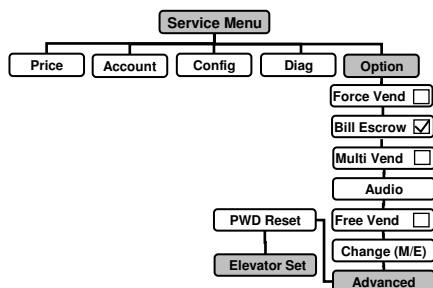 Service Menu
Price
Account
Config
Diag
Option
Force Vend
Bill Escrow
Multi Vend
Audio
PWD Reset
Free Vend
Change (M/E)
Elevator Set
Advanced